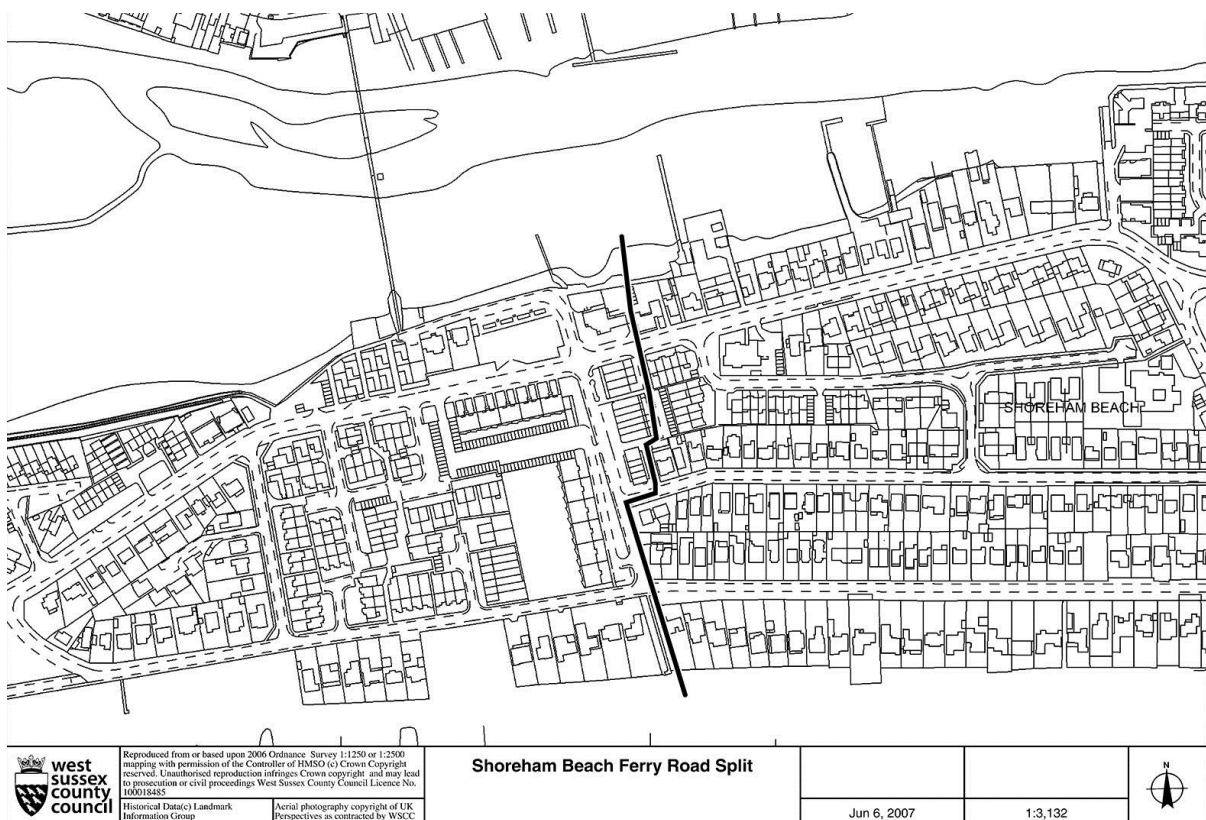 SHOREHAM BEACH
west
sussex
county
council
Reproduced from or based upon 2006 Ordnance Survey 1:1250 or 1:2500
mapping with permission of the Controller of HMSO (c) Crown Copyright
reserved. Unauthorised reproduction infringes Crown copyright and may lead
to prosecution or civil proceedings West Sussex County Council Licence No.
100018485
Historical Data(c) Landmark
Information Group
Aerial photography copyright of UK
Perspectives as contracted by WSCC
Shoreham Beach Ferry Road Split
Jun 6, 2007
1:3,132
N